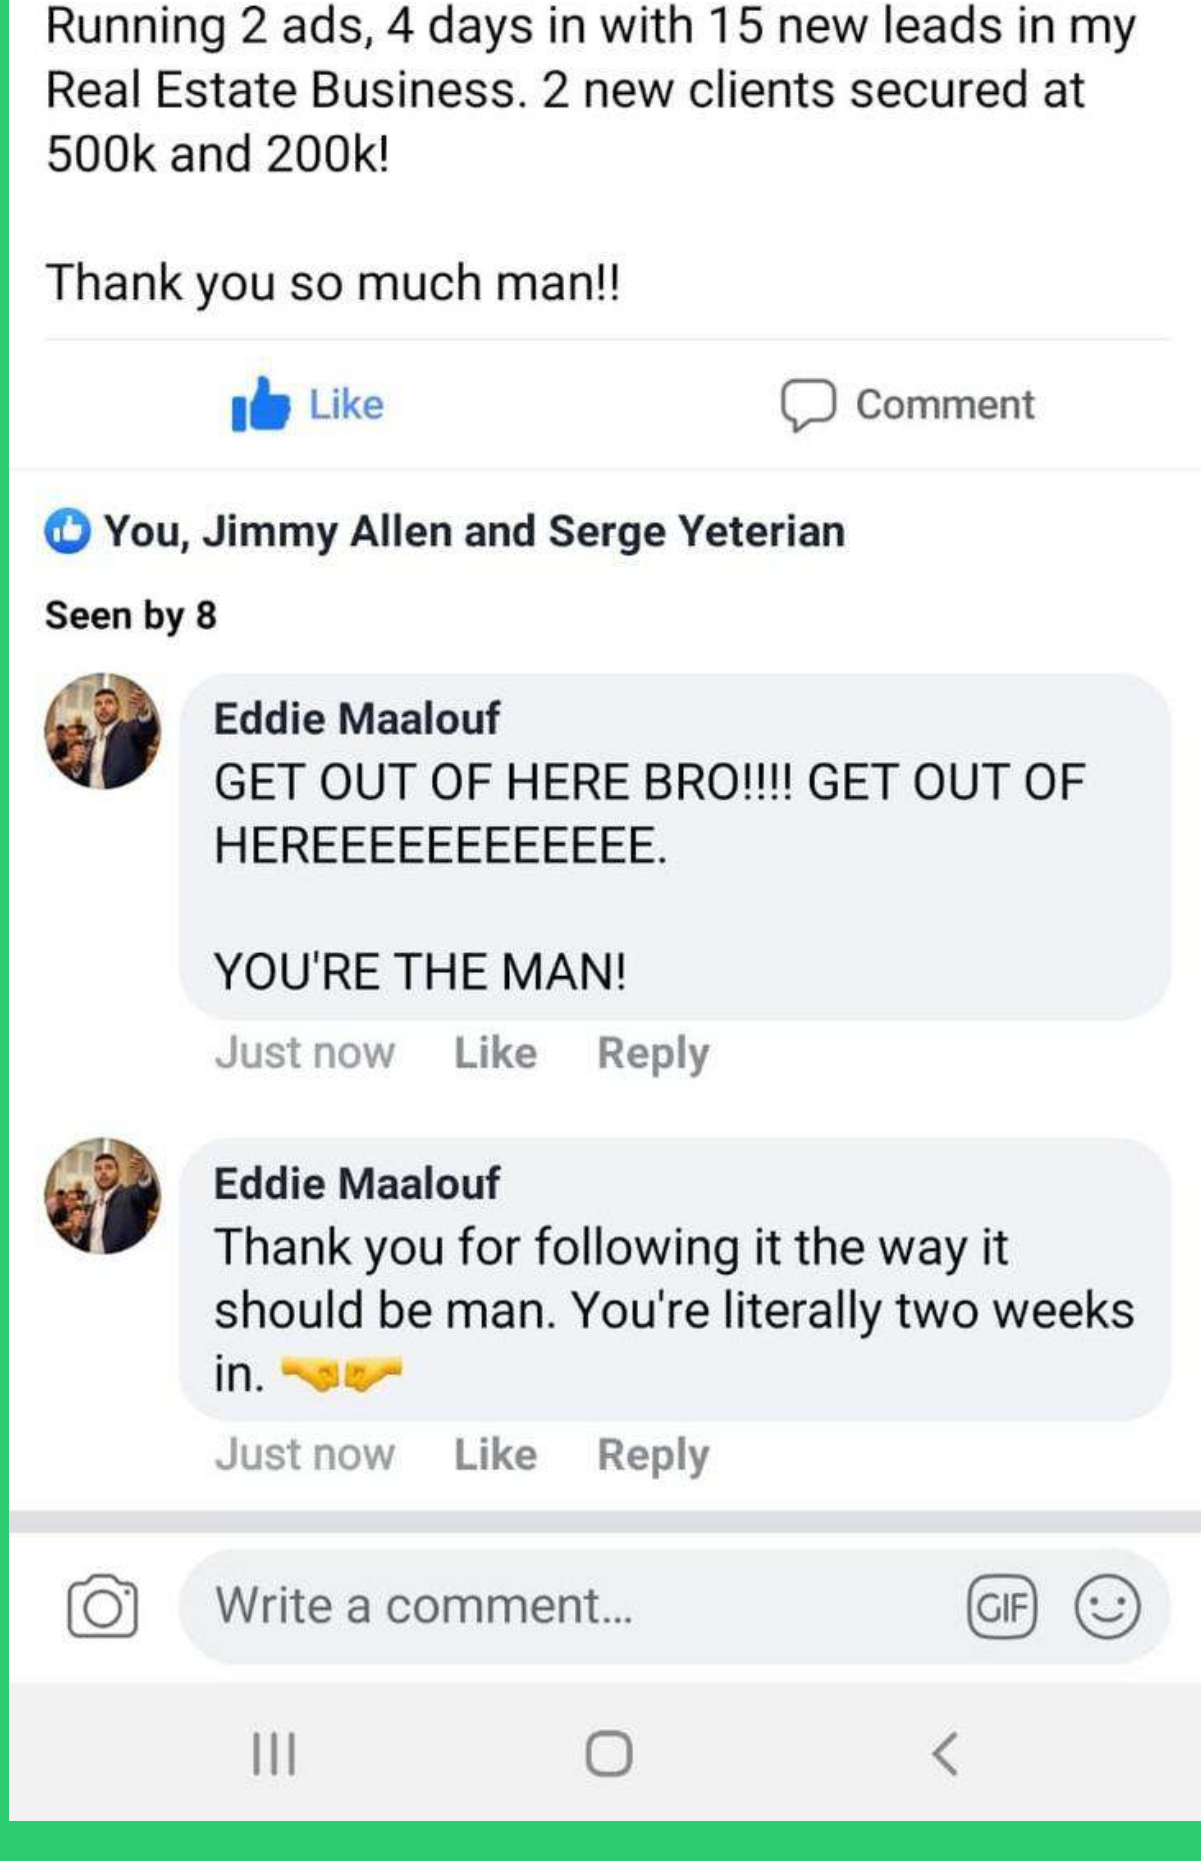 Running 2 ads, 4 days in with 15 new leads in my
Real Estate Business. 2 new clients secured at
500k and 200k!
Thank you so much man!!
Like
Comment
You, Jimmy Allen and Serge Yeterian
Seen by 8
Eddie Maalouf
GET OUT OF HERE BRO!!!! GET OUT OF
HEREEEEEEEEEEEE.
YOU'RE THE MAN!
Just now Like Reply
Eddie Maalouf
Thank you for following it the way it
should be man. You're literally two weeks
in. 🤜🤛
Just now Like Reply
Write a comment...
GIF